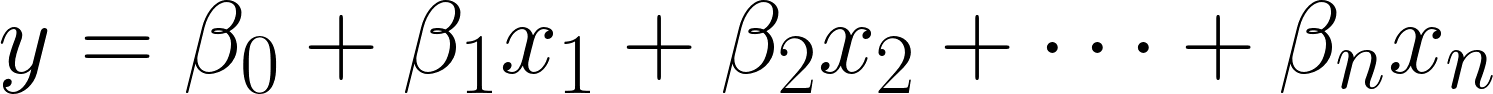 y = β₀ + β₁x₁ + β₂x₂ + ··· + βₙxₙ